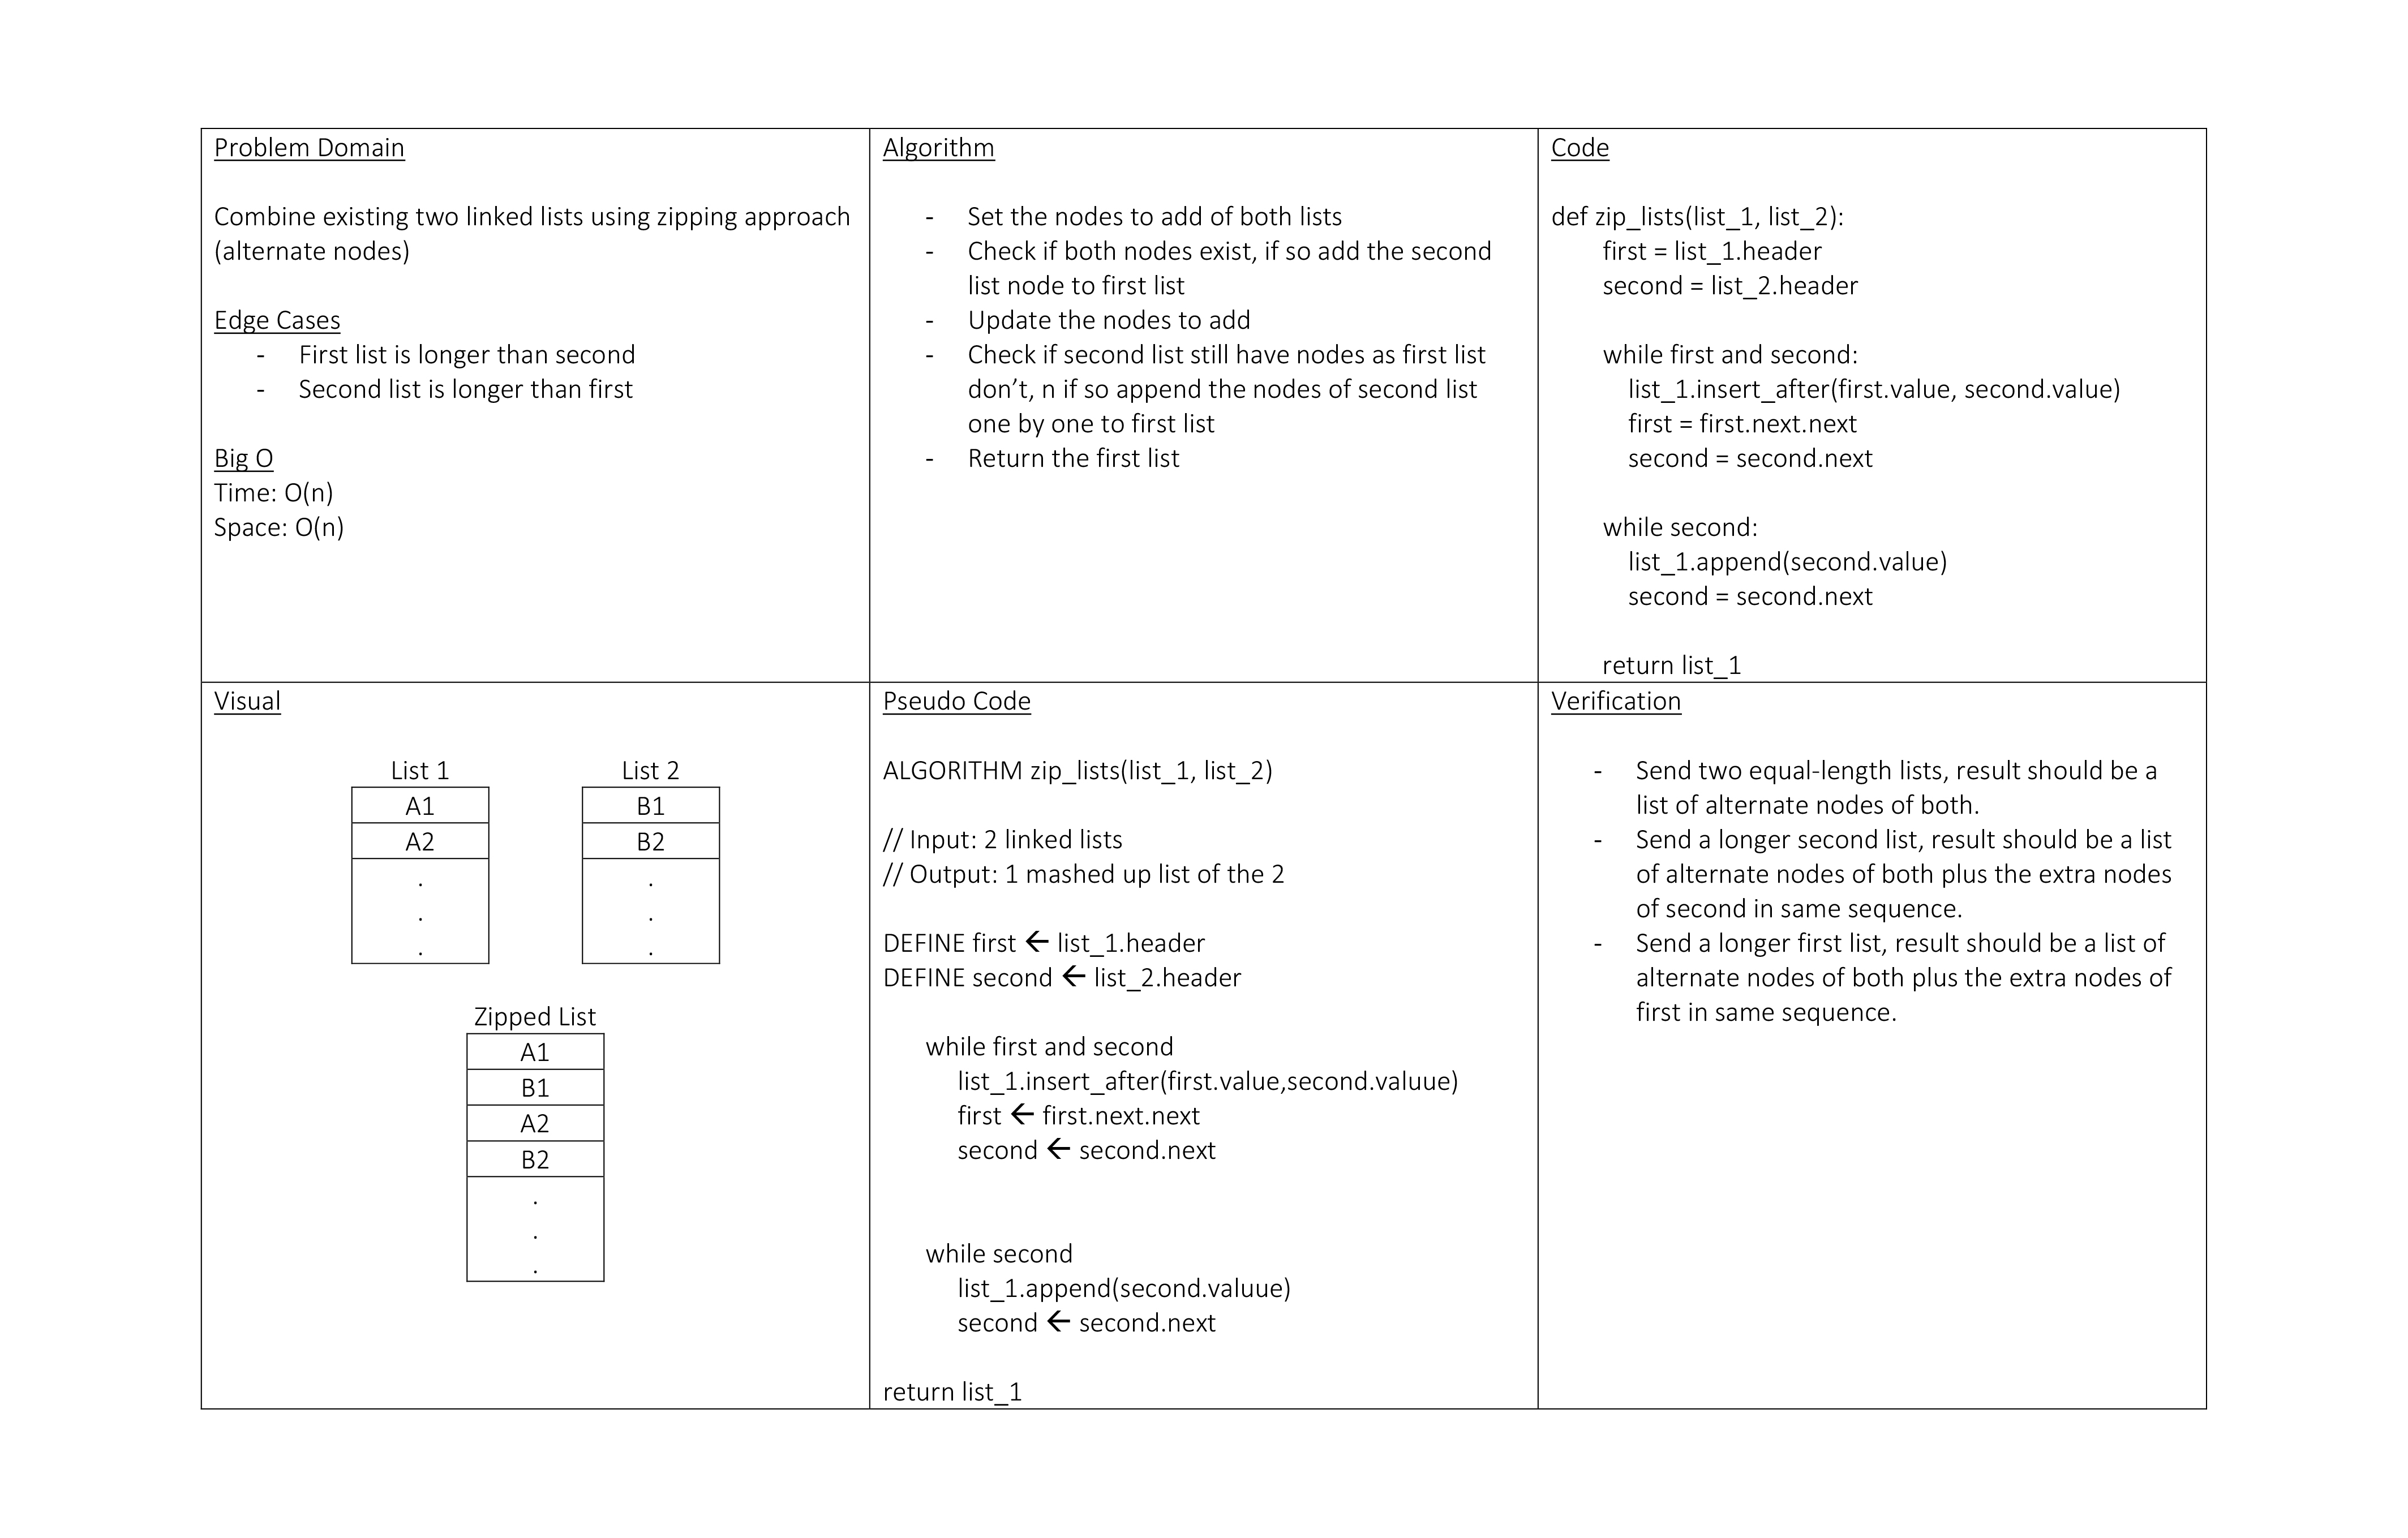 Problem Domain
Combine existing two linked lists using zipping approach
(alternate nodes)
Edge Cases
- First list is longer than second
- Second list is longer than first
Big O
Time: O(n)
Space: O(n)
Algorithm
- Set the nodes to add of both lists
- Check if both nodes exist, if so add the second
list node to first list
- Update the nodes to add
- Check if second list still have nodes as first list
don’t, n if so append the nodes of second list
one by one to first list
- Return the first list
Code
def zip_lists(list_1, list_2):
first = list_1.header
second = list_2.header
while first and second:
list_1.insert_after(first.value, second.value)
first = first.next.next
second = second.next
while second:
list_1.append(second.value)
second = second.next
return list_1
Visual
List 1 List 2
A1 B1
A2 B2
. .
. .
. .
Zipped List
A1
B1
A2
B2
.
.
.
Pseudo Code
ALGORITHM zip_lists(list_1, list_2)
// Input: 2 linked lists
// Output: 1 mashed up list of the 2
DEFINE first 🡨 list_1.header
DEFINE second 🡨 list_2.header
while first and second
list_1.insert_after(first.value,second.valuue)
first 🡨 first.next.next
second 🡨 second.next
while second
list_1.append(second.valuue)
second 🡨 second.next
return list_1
Verification
- Send two equal-length lists, result should be a
list of alternate nodes of both.
- Send a longer second list, result should be a list
of alternate nodes of both plus the extra nodes
of second in same sequence.
- Send a longer first list, result should be a list of
alternate nodes of both plus the extra nodes of
first in same sequence.